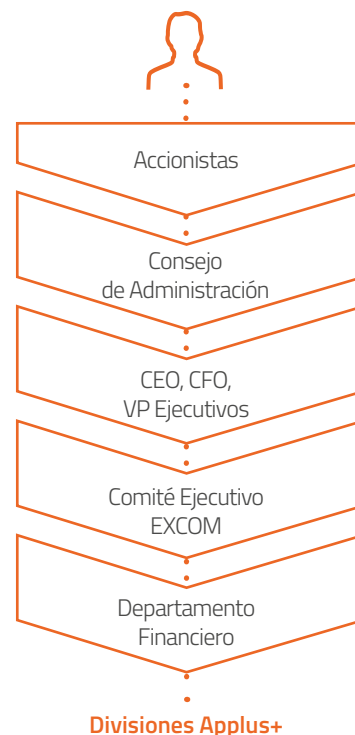 Accionistas
Consejo
de Administración
CEO, CFO,
VP Ejecutivos
Comité Ejecutivo
EXCOM
Departamento
Financiero
Divisiones Applus+